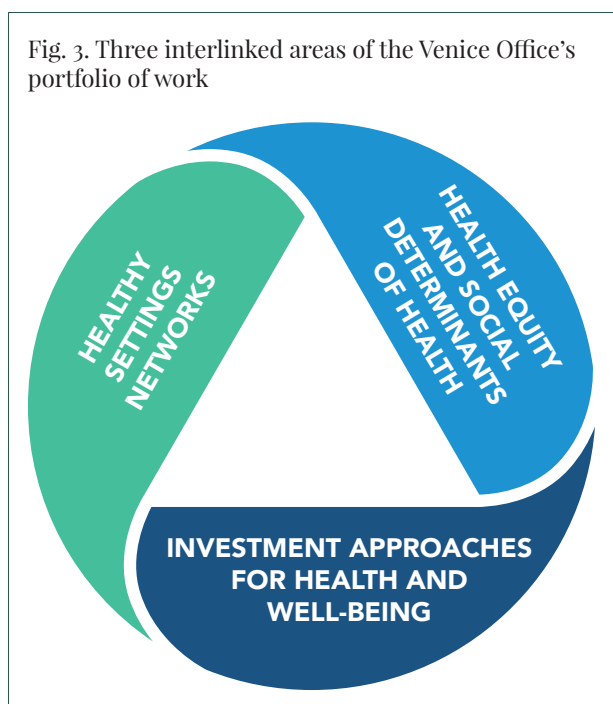 Fig. 3. Three interlinked areas of the Venice Office’s
portfolio of work
HEALTHY
SETTINGS
NETWORKS
HEALTH EQUITY
AND SOCIAL
DETERMINANTS
OF HEALTH
INVESTMENT APPROACHES
FOR HEALTH AND
WELL-BEING